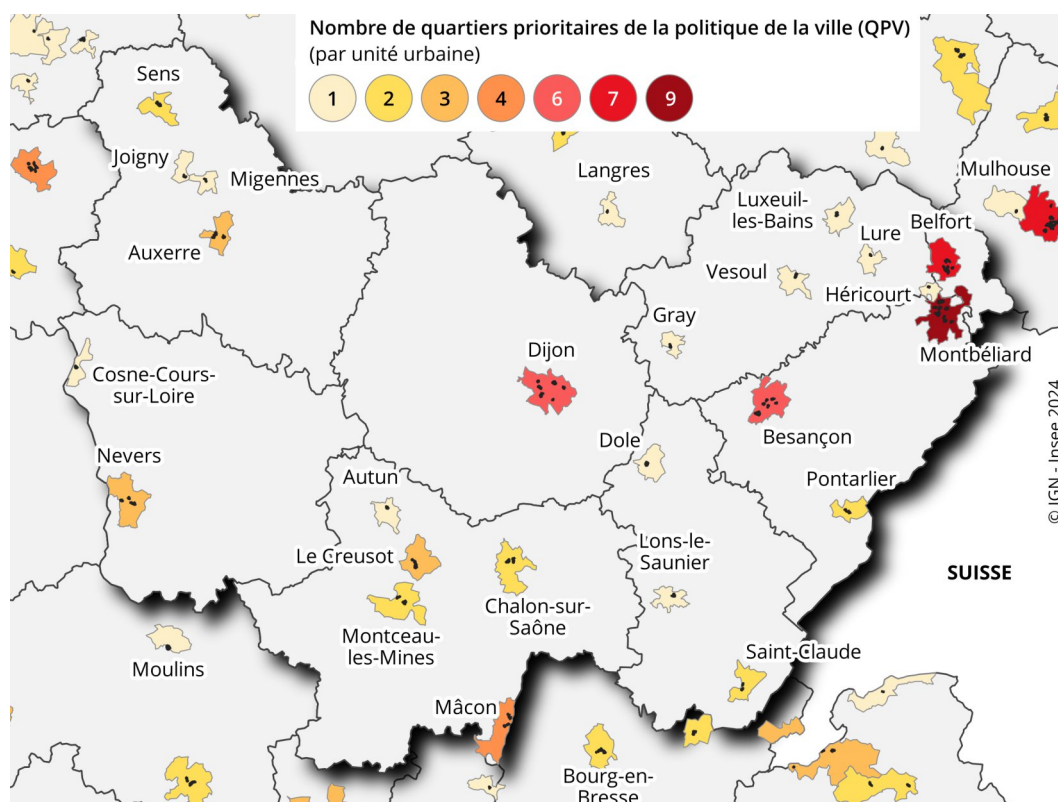 Nombre de quartiers prioritaires de la politique de la ville (QPV)
(par unité urbaine)
1 2 3 4 6 7 9
Sens
Joigny
Migennes
Auxerre
Langres
Luxeuil-
les-Bains
Mulhouse
Belfort
Lure
Vesoul
Héricourt
Gray
Montbéliard
Dijon
Cosne-Cours-
sur-Loire
Besançon
Dole
Nevers
Autun
Pontarlier
Le Creusot
Lons-le-
Saunier
Chalon-sur-
Saône
Montceau-
les-Mines
Moulins
Saint-Claude
Mâcon
Bourg-en-
Bresse
SUISSE
© IGN - Insee 2024